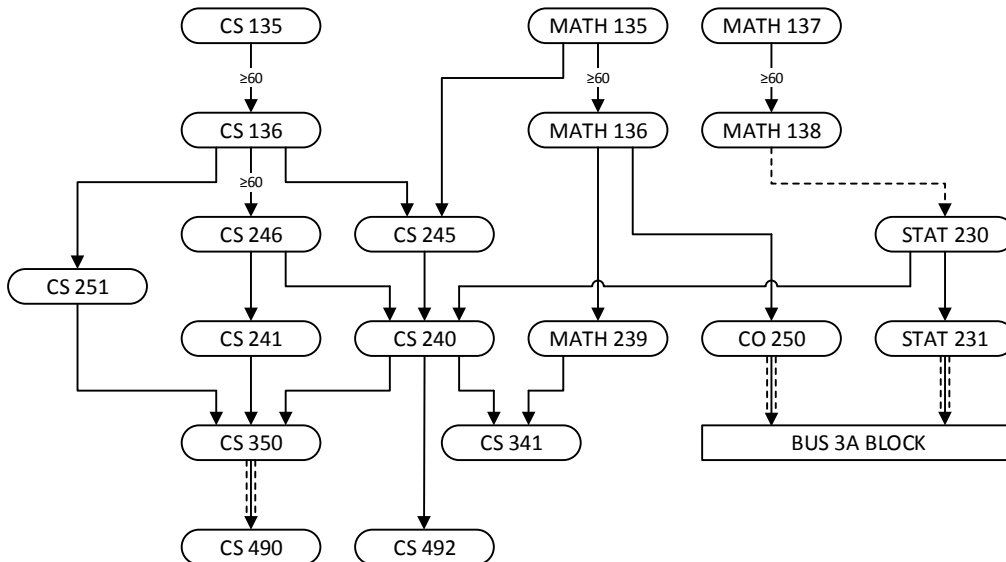 CS 135
MATH 135
MATH 137
≥60
≥60
≥60
CS 136
MATH 136
MATH 138
≥60
CS 246
CS 245
STAT 230
CS 251
CS 241
CS 240
MATH 239
CO 250
STAT 231
CS 350
CS 341
BUS 3A BLOCK
CS 490
CS 492